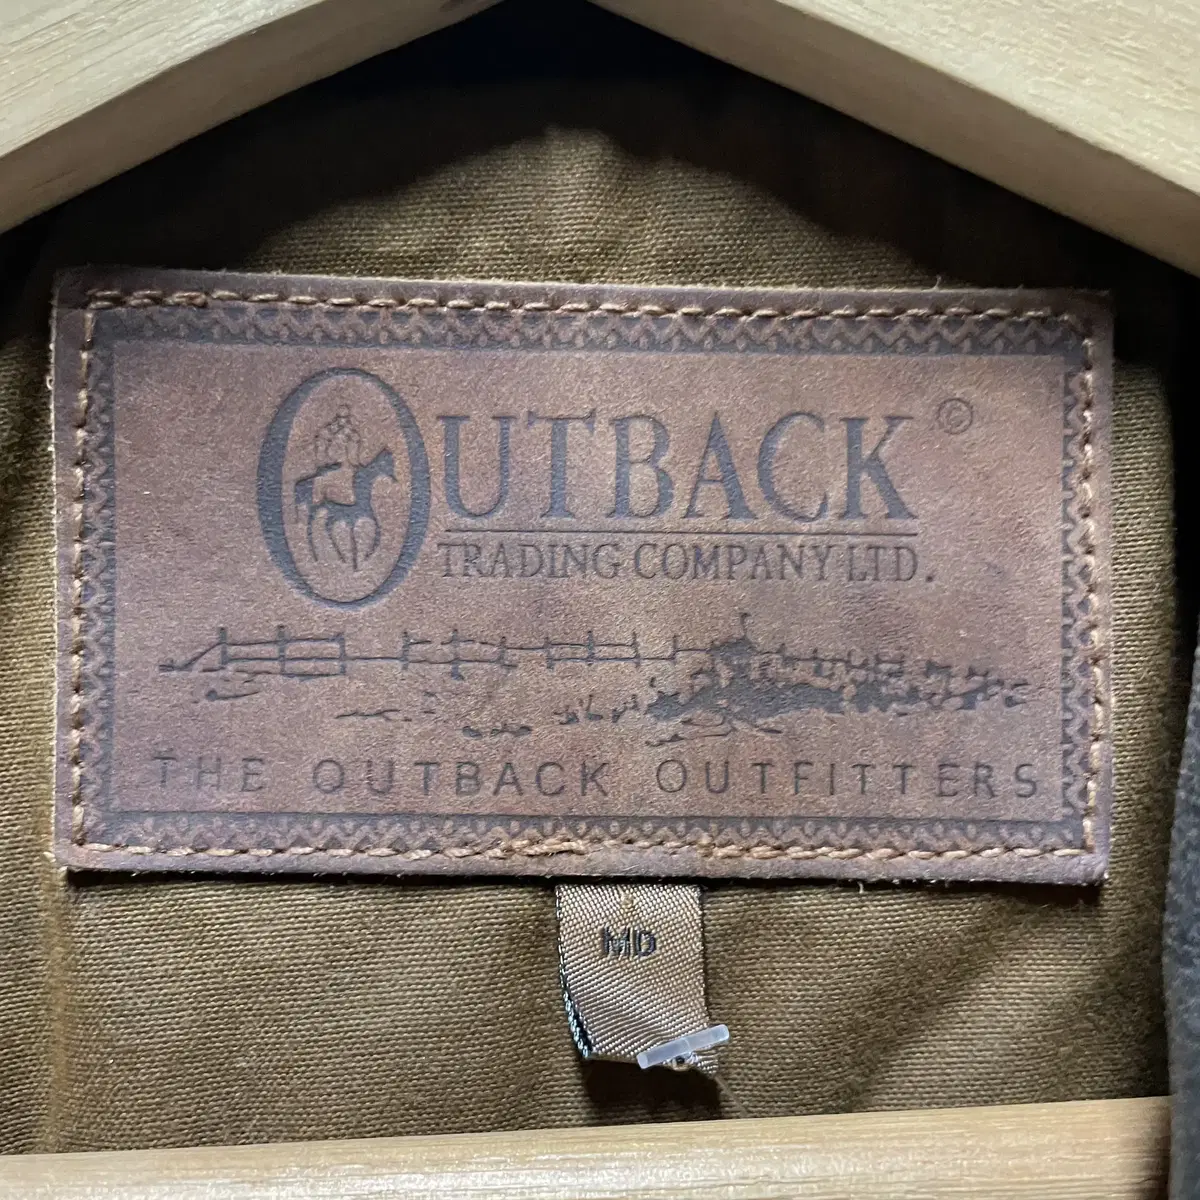 OUTBACK ©
TRADING COMPANY LTD.
THE OUTBACK OUTFITTERS
MD